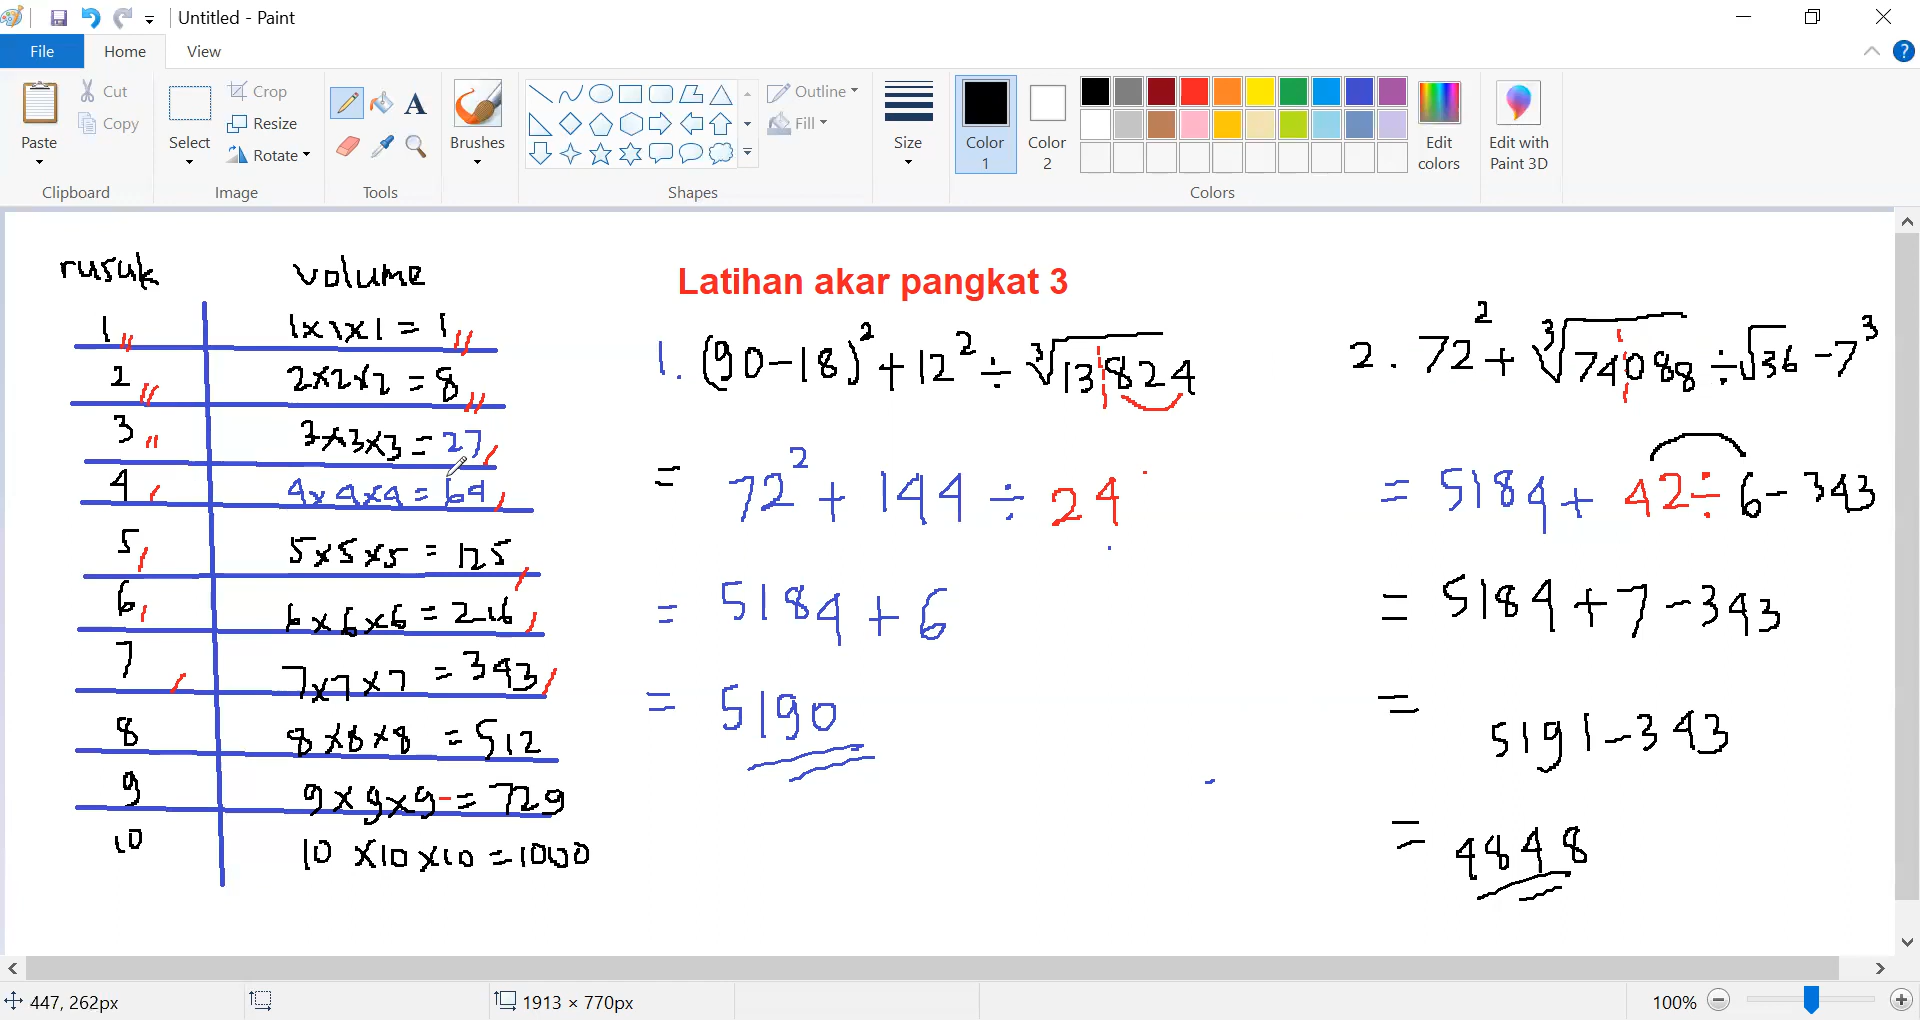 Untitled - Paint
File Home View
Paste Cut Copy Clipboard
Select Crop Resize Rotate Image
Tools
Brushes
Outline Fill Shapes
Size
Color 1 Color 2 Colors
Edit colors
Edit with Paint 3D
rusuk volume
1 1x1x1 = 1
2 2x2x2 = 8
3 3x3x3 = 27
4 4x4x4 = 64
5 5x5x5 = 125
6 6x6x6 = 216
7 7x7x7 = 343
8 8x8x8 = 512
9 9x9x9 = 729
10 10x10x10 = 1000
Latihan akar pangkat 3
1. (90-18)² + 12² ÷ ³√13824
= 72² + 144 ÷ 24
= 5184 + 6
= 5190
2. 72² + ³√74088 ÷ √36 - 7³
= 5184 + 42 ÷ 6 - 343
= 5184 + 7 - 343
= 5191 - 343
= 4848
447, 262px
1913 × 770px
100%